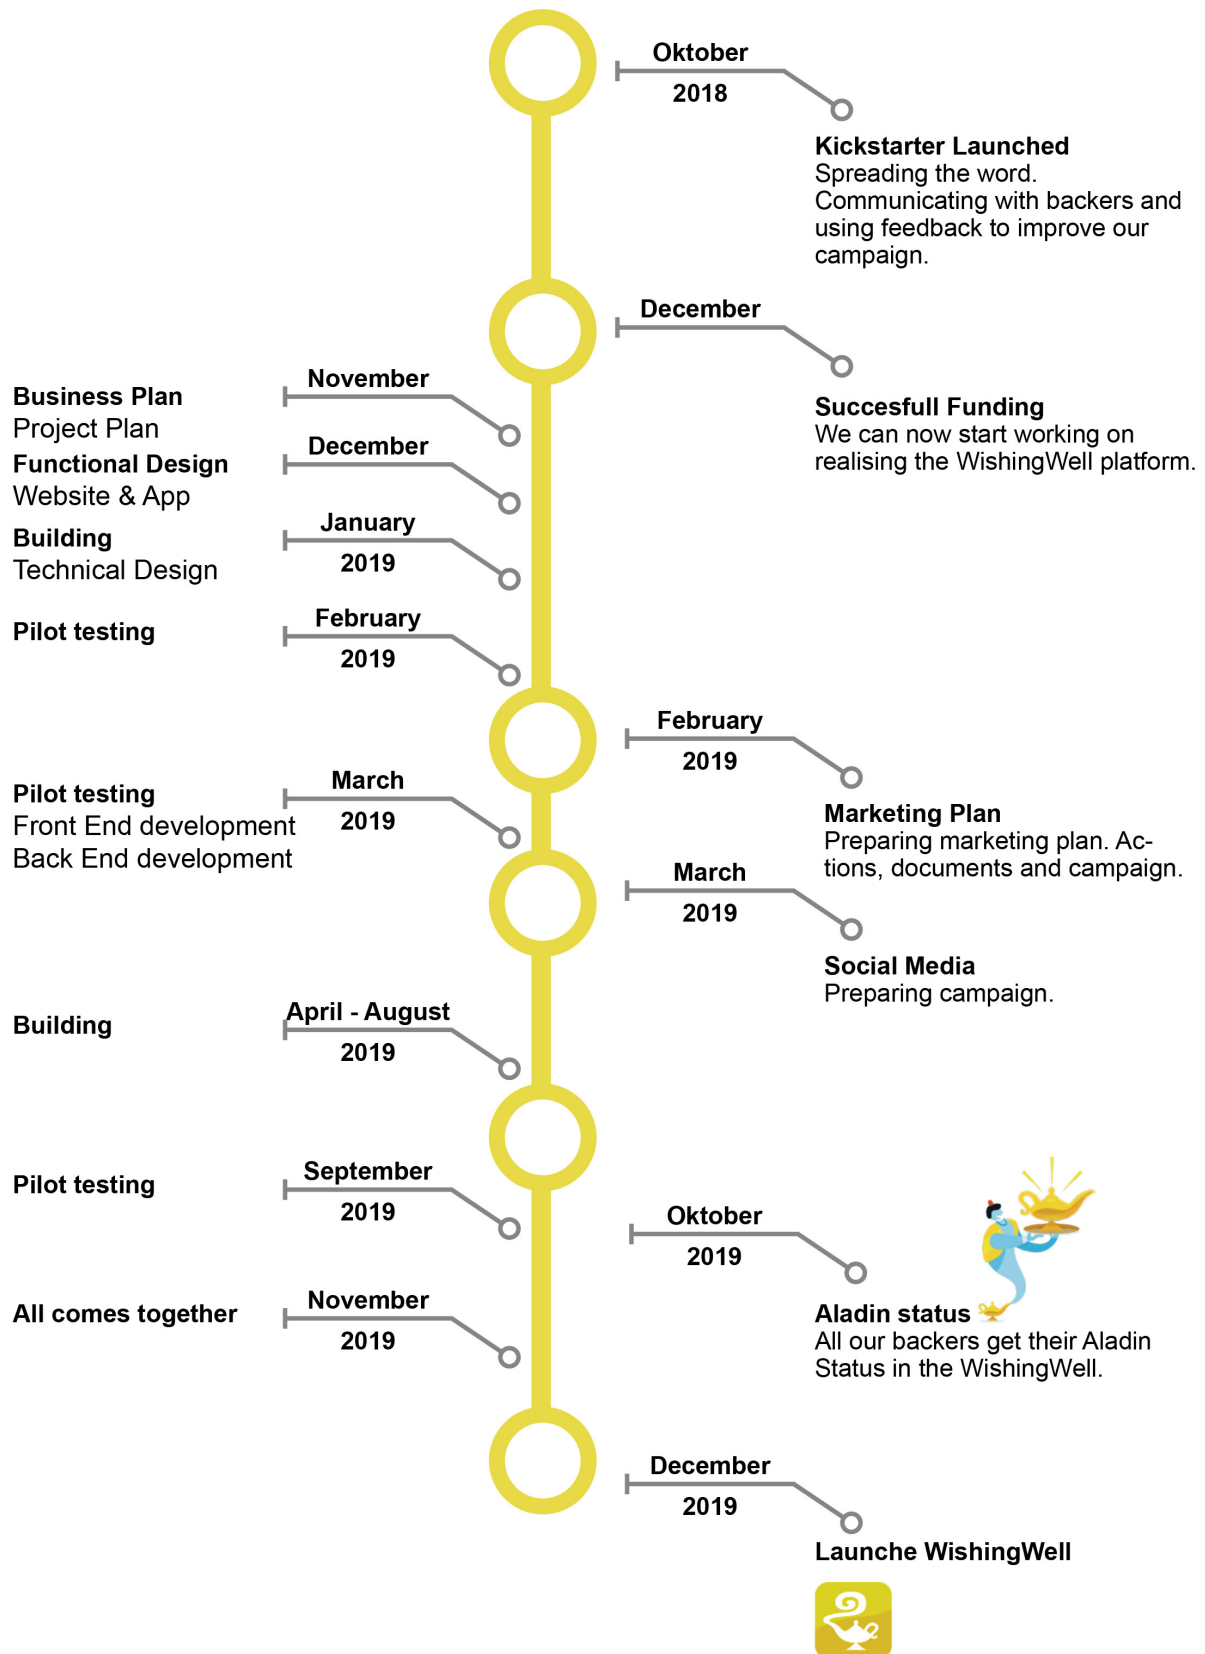 Oktober
2018
Kickstarter Launched
Spreading the word.
Communicating with backers and
using feedback to improve our
campaign.
December
Succesfull Funding
We can now start working on
realising the WishingWell platform.
November
Business Plan
Project Plan
December
Functional Design
Website & App
January
2019
Building
Technical Design
February
2019
Pilot testing
February
2019
Marketing Plan
Preparing marketing plan. Ac-
tions, documents and campaign.
March
2019
Pilot testing
Front End development
Back End development
March
2019
Social Media
Preparing campaign.
April - August
2019
Building
September
2019
Pilot testing
Oktober
2019
Aladin status
All our backers get their Aladin
Status in the WishingWell.
November
2019
All comes together
December
2019
Launche WishingWell